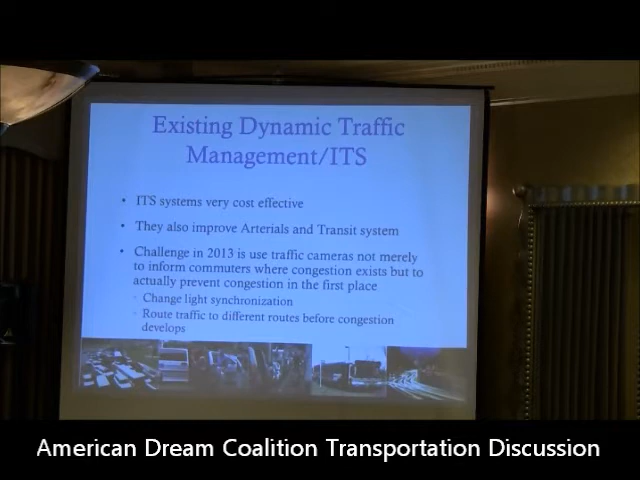 Existing Dynamic Traffic
Management/ITS
• ITS systems very cost effective
• They also improve Arterials and Transit system
• Challenge in 2013 is use traffic cameras not merely
to inform commuters where congestion exists but to
actually prevent congestion in the first place
◦ Change light synchronization
◦ Route traffic to different routes before congestion
develops
American Dream Coalition Transportation Discussion